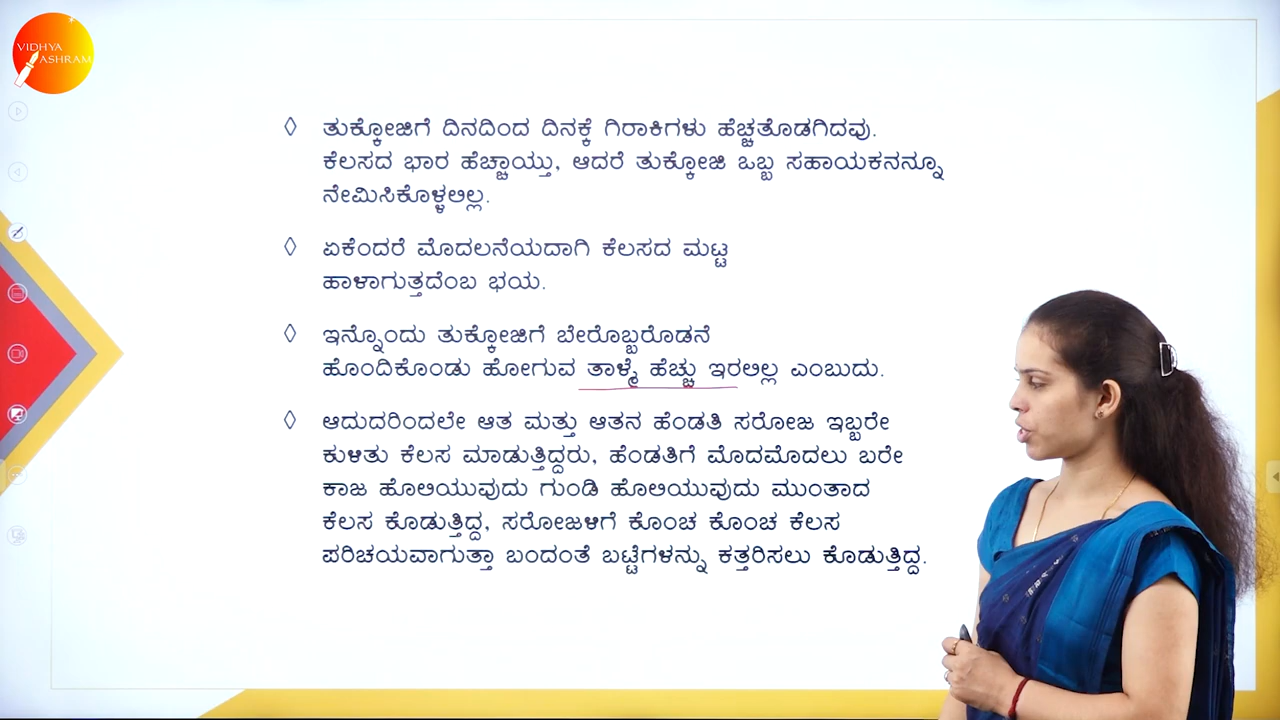 VIDHYA
ASHRAM
◊ ತುಕ್ಕೋಜಿಗೆ ದಿನದಿಂದ ದಿನಕ್ಕೆ ಗಿರಾಕಿಗಳು ಹೆಚ್ಚತೊಡಗಿದವು.
ಕೆಲಸದ ಭಾರ ಹೆಚ್ಚಾಯ್ತು, ಆದರೆ ತುಕ್ಕೋಜಿ ಒಬ್ಬ ಸಹಾಯಕನನ್ನೂ
ನೇಮಿಸಿಕೊಳ್ಳಲಿಲ್ಲ.
◊ ಏಕೆಂದರೆ ಮೊದಲನೆಯದಾಗಿ ಕೆಲಸದ ಮಟ್ಟ
ಹಾಳಾಗುತ್ತದೆಂಬ ಭಯ.
◊ ಇನ್ನೊಂದು ತುಕ್ಕೋಜಿಗೆ ಬೇರೊಬ್ಬರೊಡನೆ
ಹೊಂದಿಕೊಂಡು ಹೋಗುವ ತಾಳ್ಮೆ ಹೆಚ್ಚು ಇರಲಿಲ್ಲ ಎಂಬುದು.
◊ ಆದುದರಿಂದಲೇ ಆತ ಮತ್ತು ಆತನ ಹೆಂಡತಿ ಸರೋಜ ಇಬ್ಬರೇ
ಕುಳಿತು ಕೆಲಸ ಮಾಡುತ್ತಿದ್ದರು, ಹೆಂಡತಿಗೆ ಮೊದಮೊದಲು ಬರೇ
ಕಾಜ ಹೊಲಿಯುವುದು ಗುಂಡಿ ಹೊಲಿಯುವುದು ಮುಂತಾದ
ಕೆಲಸ ಕೊಡುತ್ತಿದ್ದ, ಸರೋಜಳಿಗೆ ಕೊಂಚ ಕೊಂಚ ಕೆಲಸ
ಪರಿಚಯವಾಗುತ್ತಾ ಬಂದಂತೆ ಬಟ್ಟೆಗಳನ್ನು ಕತ್ತರಿಸಲು ಕೊಡುತ್ತಿದ್ದ.